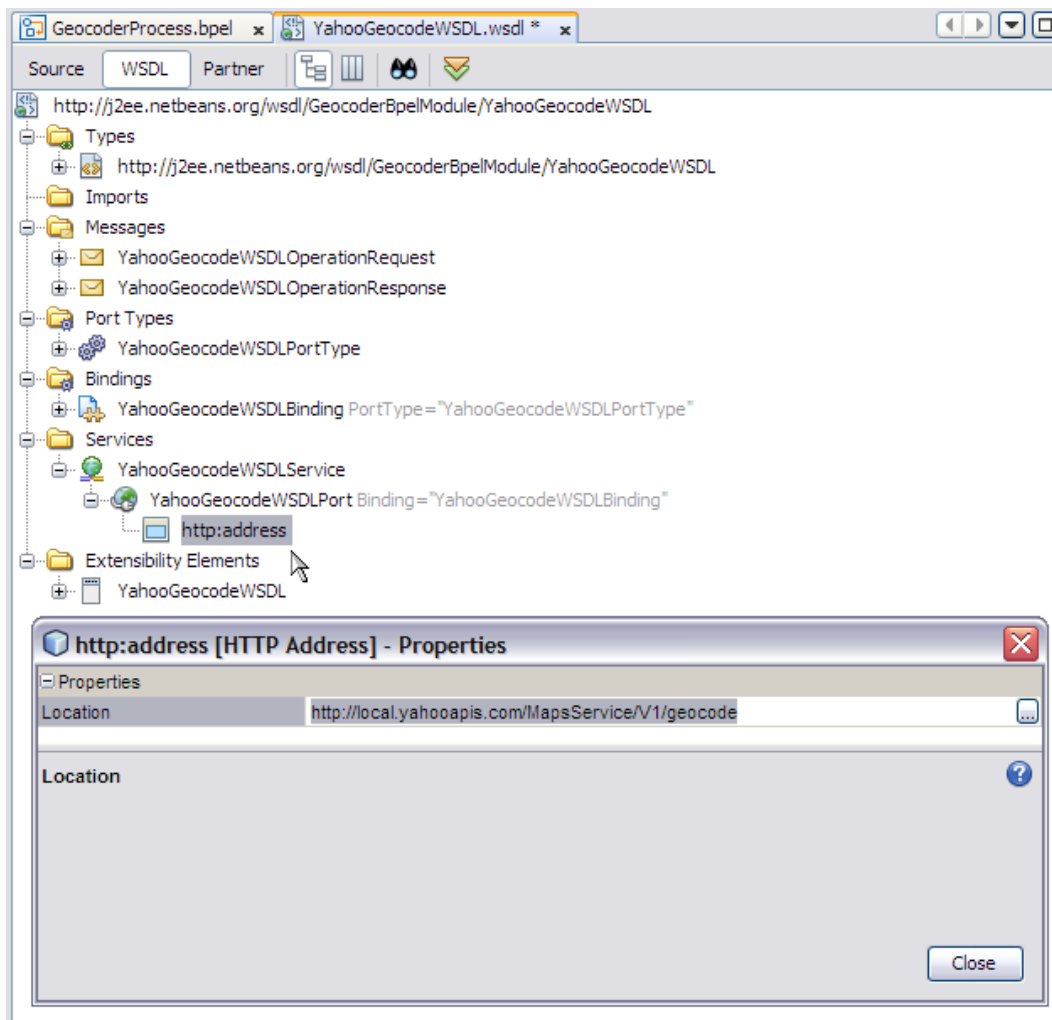 GeocoderProcess.bpel x YahooGeocodeWSDL.wsdl * x
Source WSDL Partner
http://j2ee.netbeans.org/wsdl/GeocoderBpelModule/YahooGeocodeWSDL
Types
http://j2ee.netbeans.org/wsdl/GeocoderBpelModule/YahooGeocodeWSDL
Imports
Messages
YahooGeocodeWSDLOperationRequest
YahooGeocodeWSDLOperationResponse
Port Types
YahooGeocodeWSDLPortType
Bindings
YahooGeocodeWSDLBinding PortType="YahooGeocodeWSDLPortType"
Services
YahooGeocodeWSDLService
YahooGeocodeWSDLPort Binding="YahooGeocodeWSDLBinding"
http:address
Extensibility Elements
YahooGeocodeWSDL
http:address [HTTP Address] - Properties
Properties
Location http://local.yahooapis.com/MapsService/V1/geocode ...
Location ?
Close